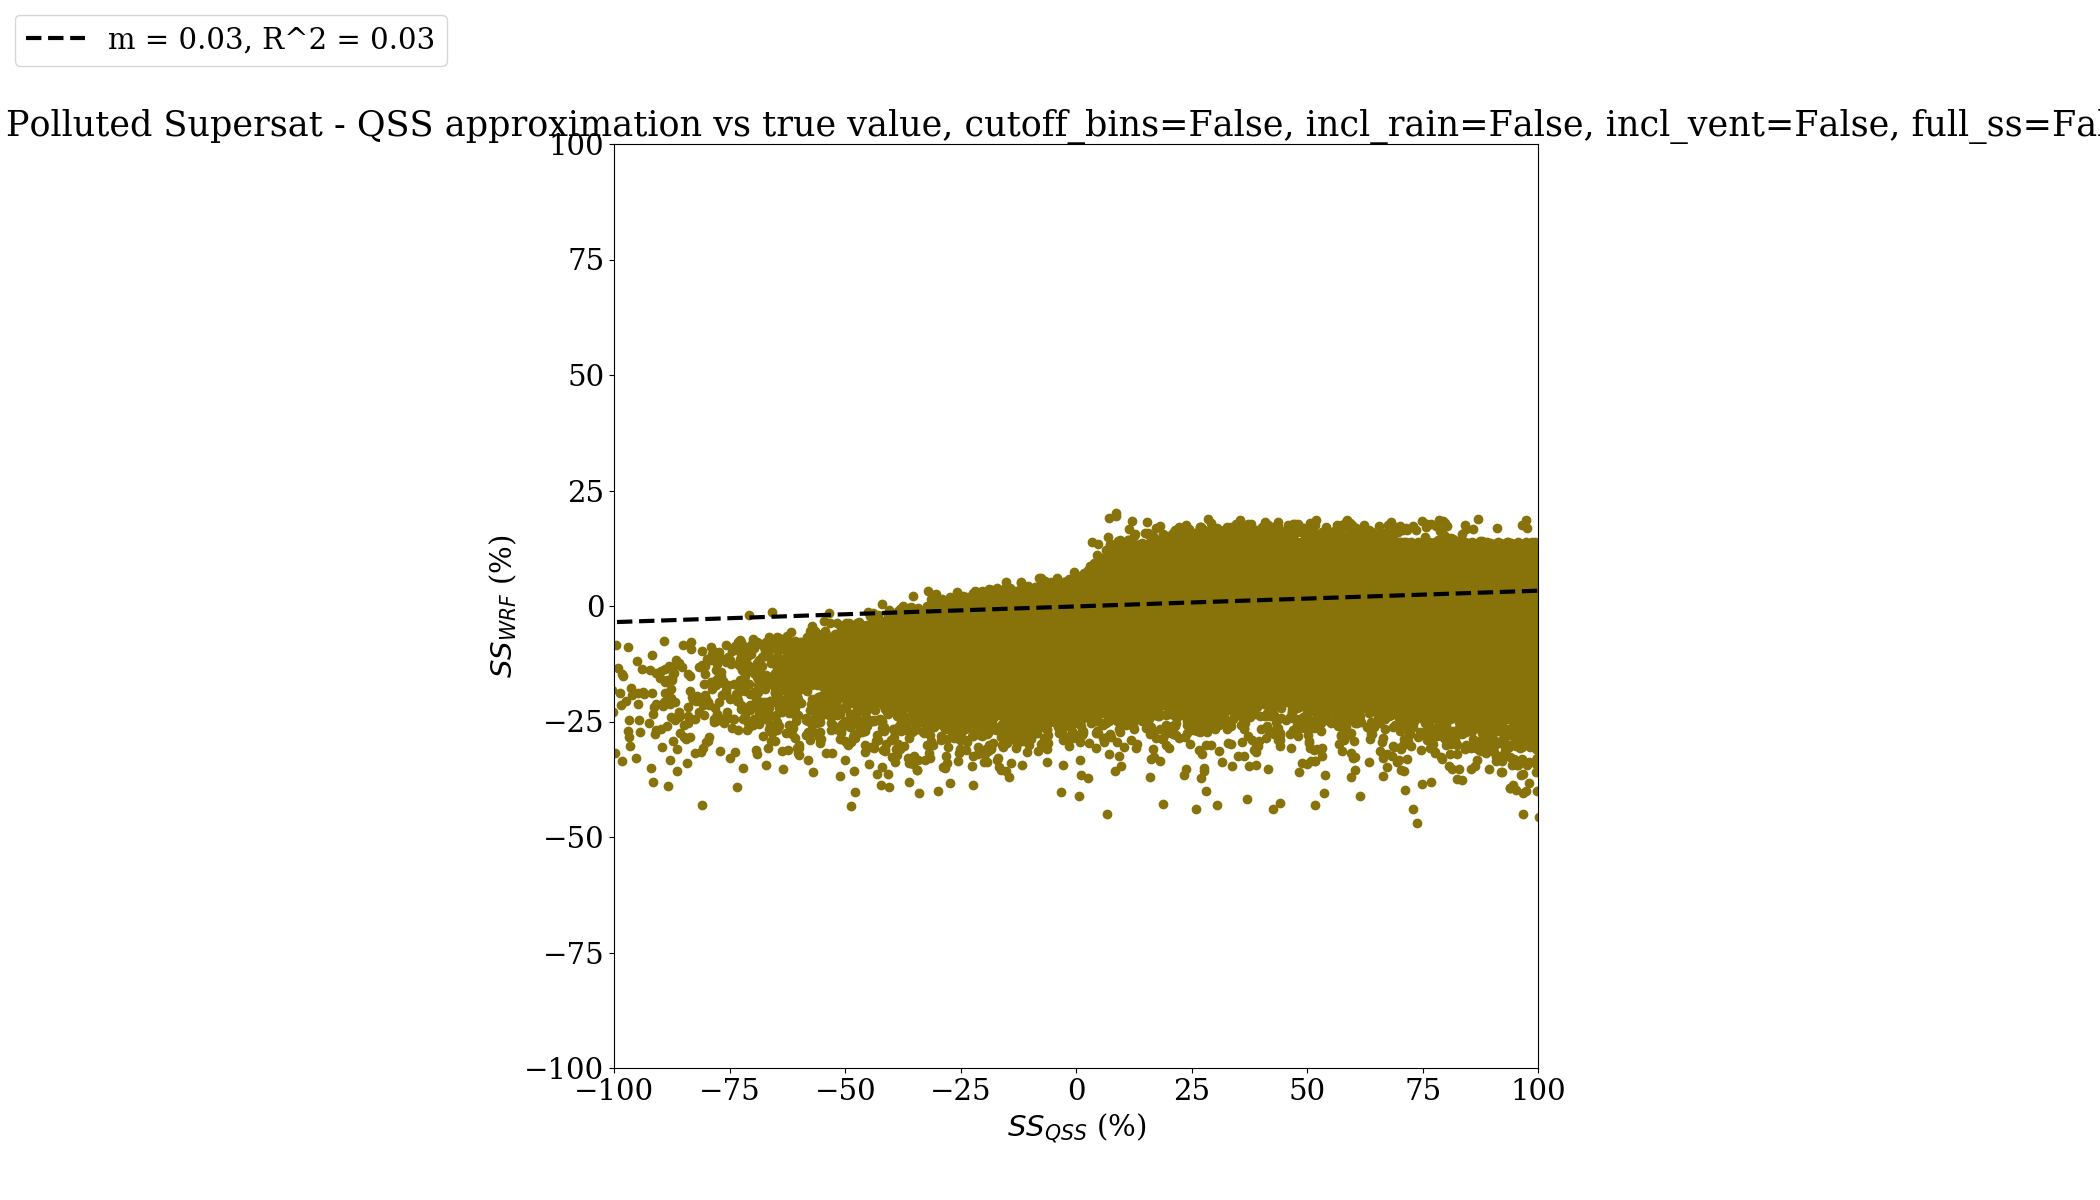 m = 0.03, R^2 = 0.03
Polluted Supersat - QSS approximation vs true value, cutoff_bins=False, incl_rain=False, incl_vent=False, full_ss=Fal
100
75
50
25
0
−25
−50
−75
−100
SS_WRF (%)
−100 −75 −50 −25 0 25 50 75 100
SS_QSS (%)